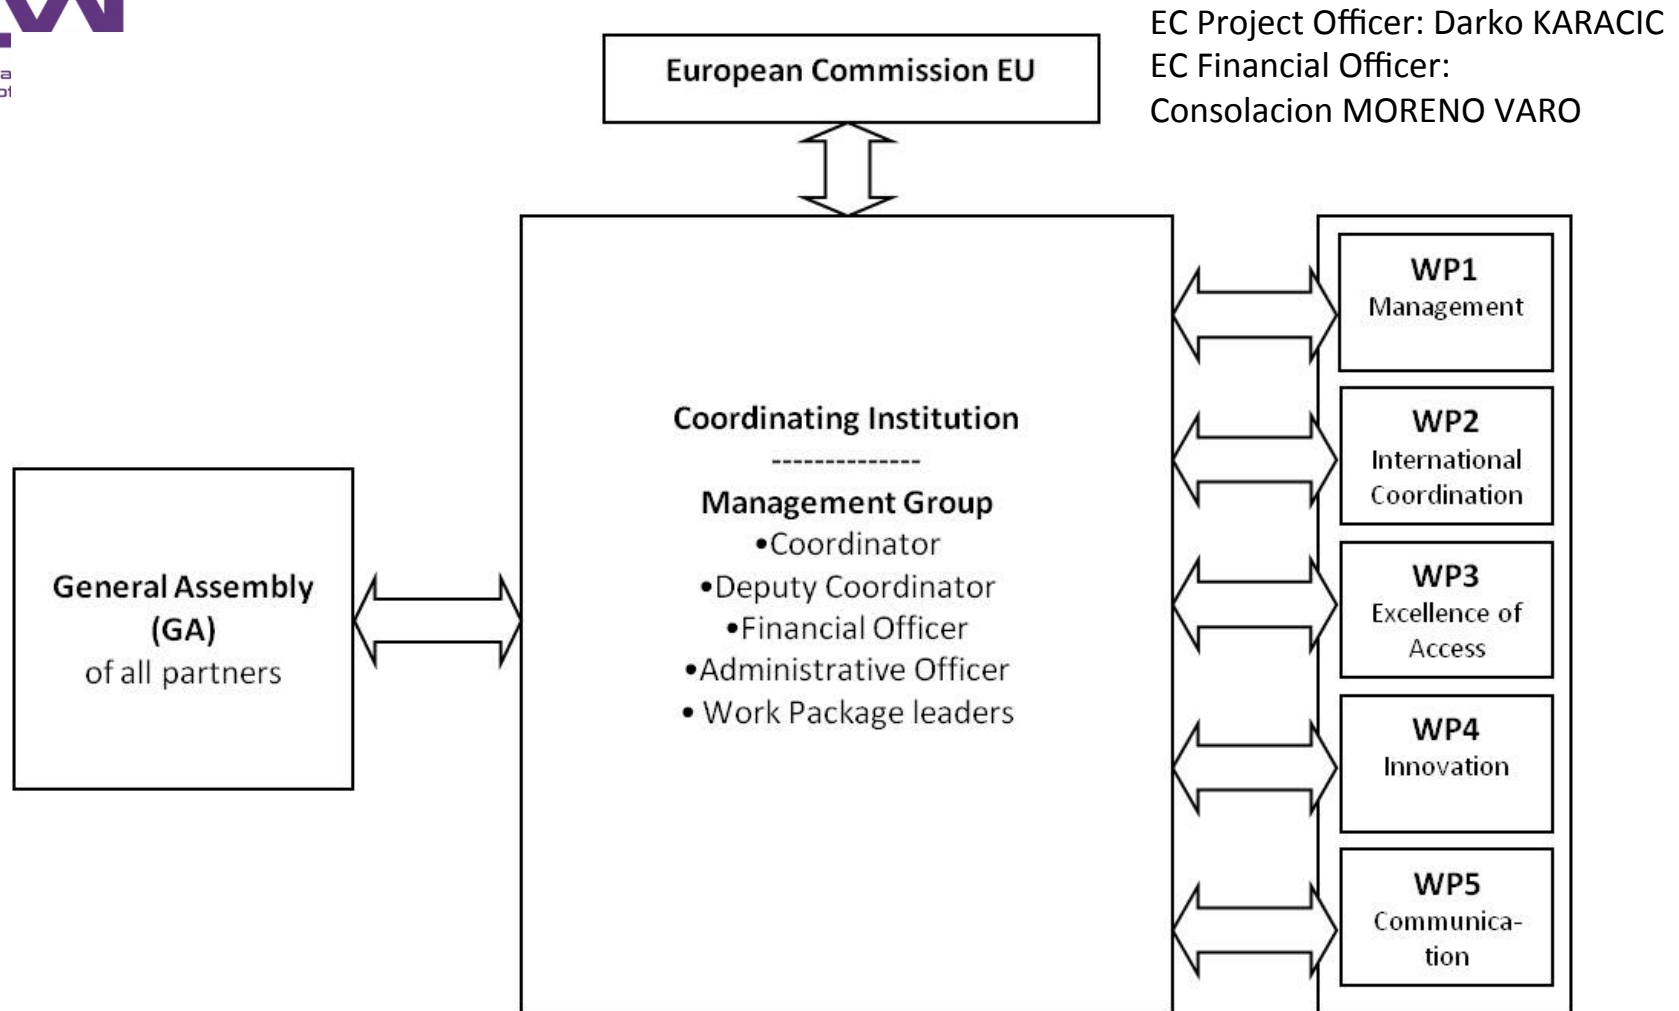 EC Project Officer: Darko KARACIC
EC Financial Officer:
Consolacion MORENO VARO
European Commission EU
General Assembly
(GA)
of all partners
Coordinating Institution
--------------
Management Group
•Coordinator
•Deputy Coordinator
•Financial Officer
•Administrative Officer
• Work Package leaders
WP1
Management
WP2
International
Coordination
WP3
Excellence of
Access
WP4
Innovation
WP5
Communica-
tion